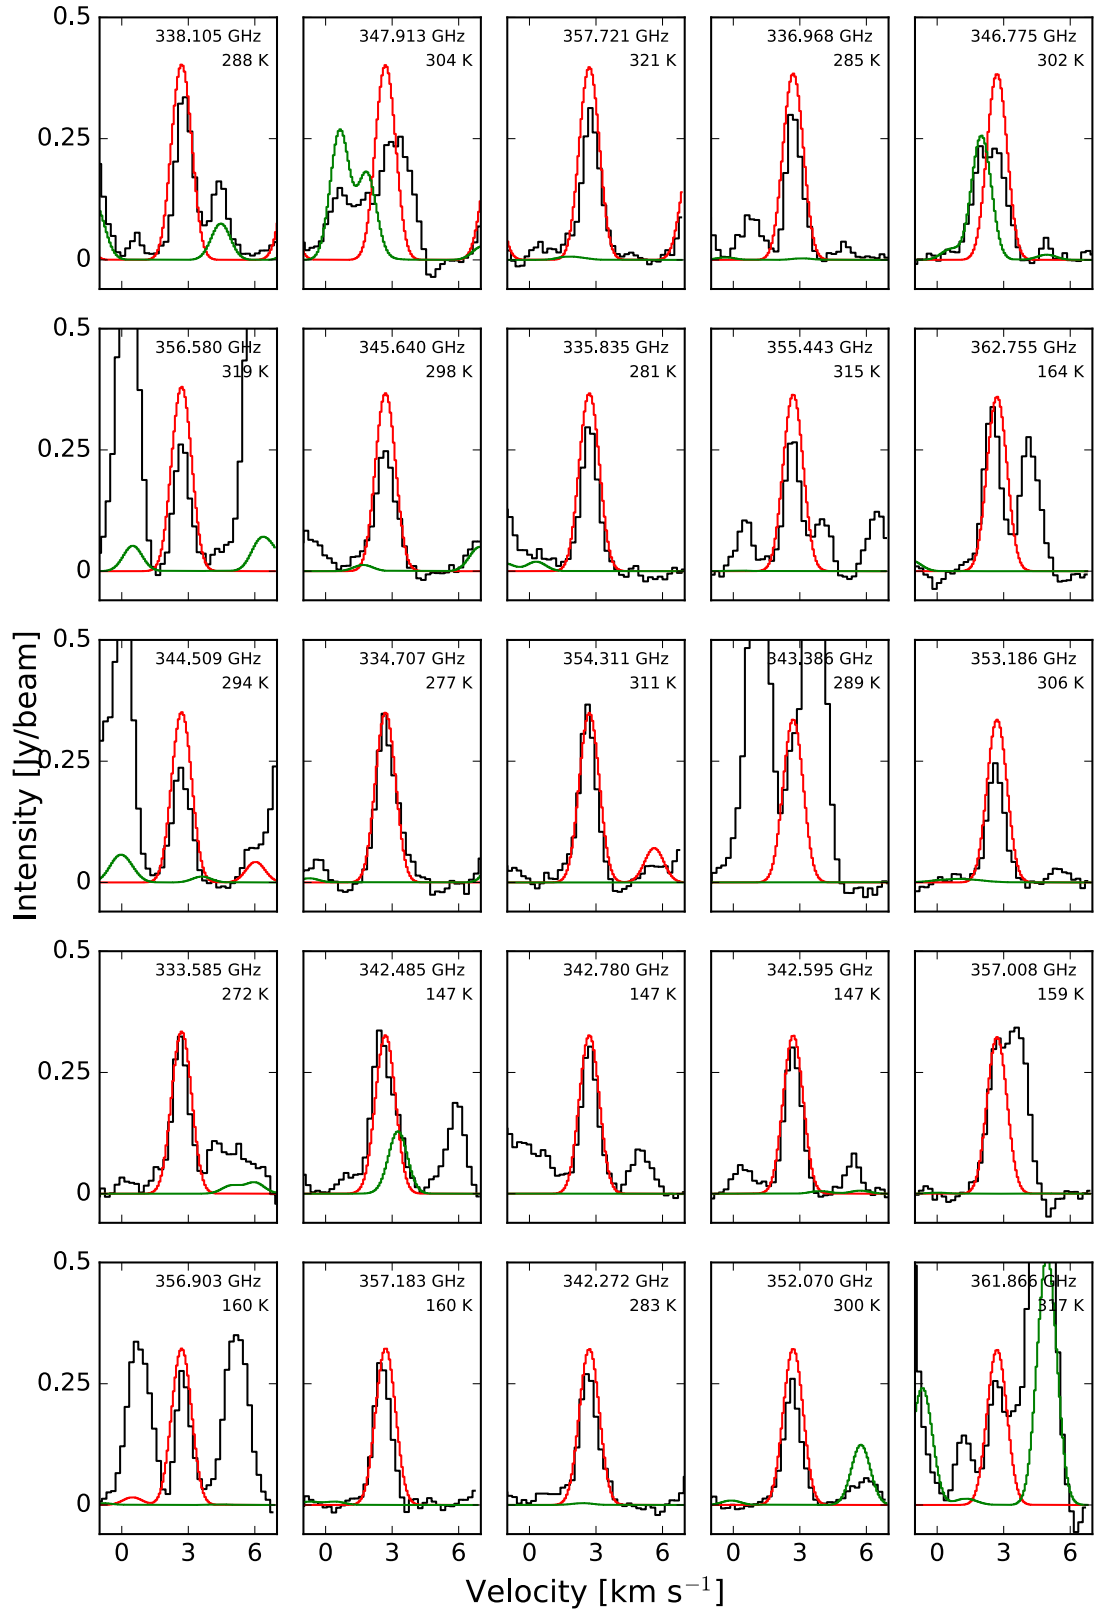 0.5
338.105 GHz
288 K
347.913 GHz
304 K
357.721 GHz
321 K
336.968 GHz
285 K
346.775 GHz
302 K
0.25
0
0.5
356.580 GHz
319 K
345.640 GHz
298 K
335.835 GHz
281 K
355.443 GHz
315 K
362.755 GHz
164 K
0.25
0
0.5
344.509 GHz
294 K
334.707 GHz
277 K
354.311 GHz
311 K
343.386 GHz
289 K
353.186 GHz
306 K
0.25
0
Intensity [Jy/beam]
0.5
333.585 GHz
272 K
342.485 GHz
147 K
342.780 GHz
147 K
342.595 GHz
147 K
357.008 GHz
159 K
0.25
0
0.5
356.903 GHz
160 K
357.183 GHz
160 K
342.272 GHz
283 K
352.070 GHz
300 K
361.866 GHz
317 K
0.25
0
0 3 6 0 3 6 0 3 6 0 3 6 0 3 6
Velocity [km s⁻¹]